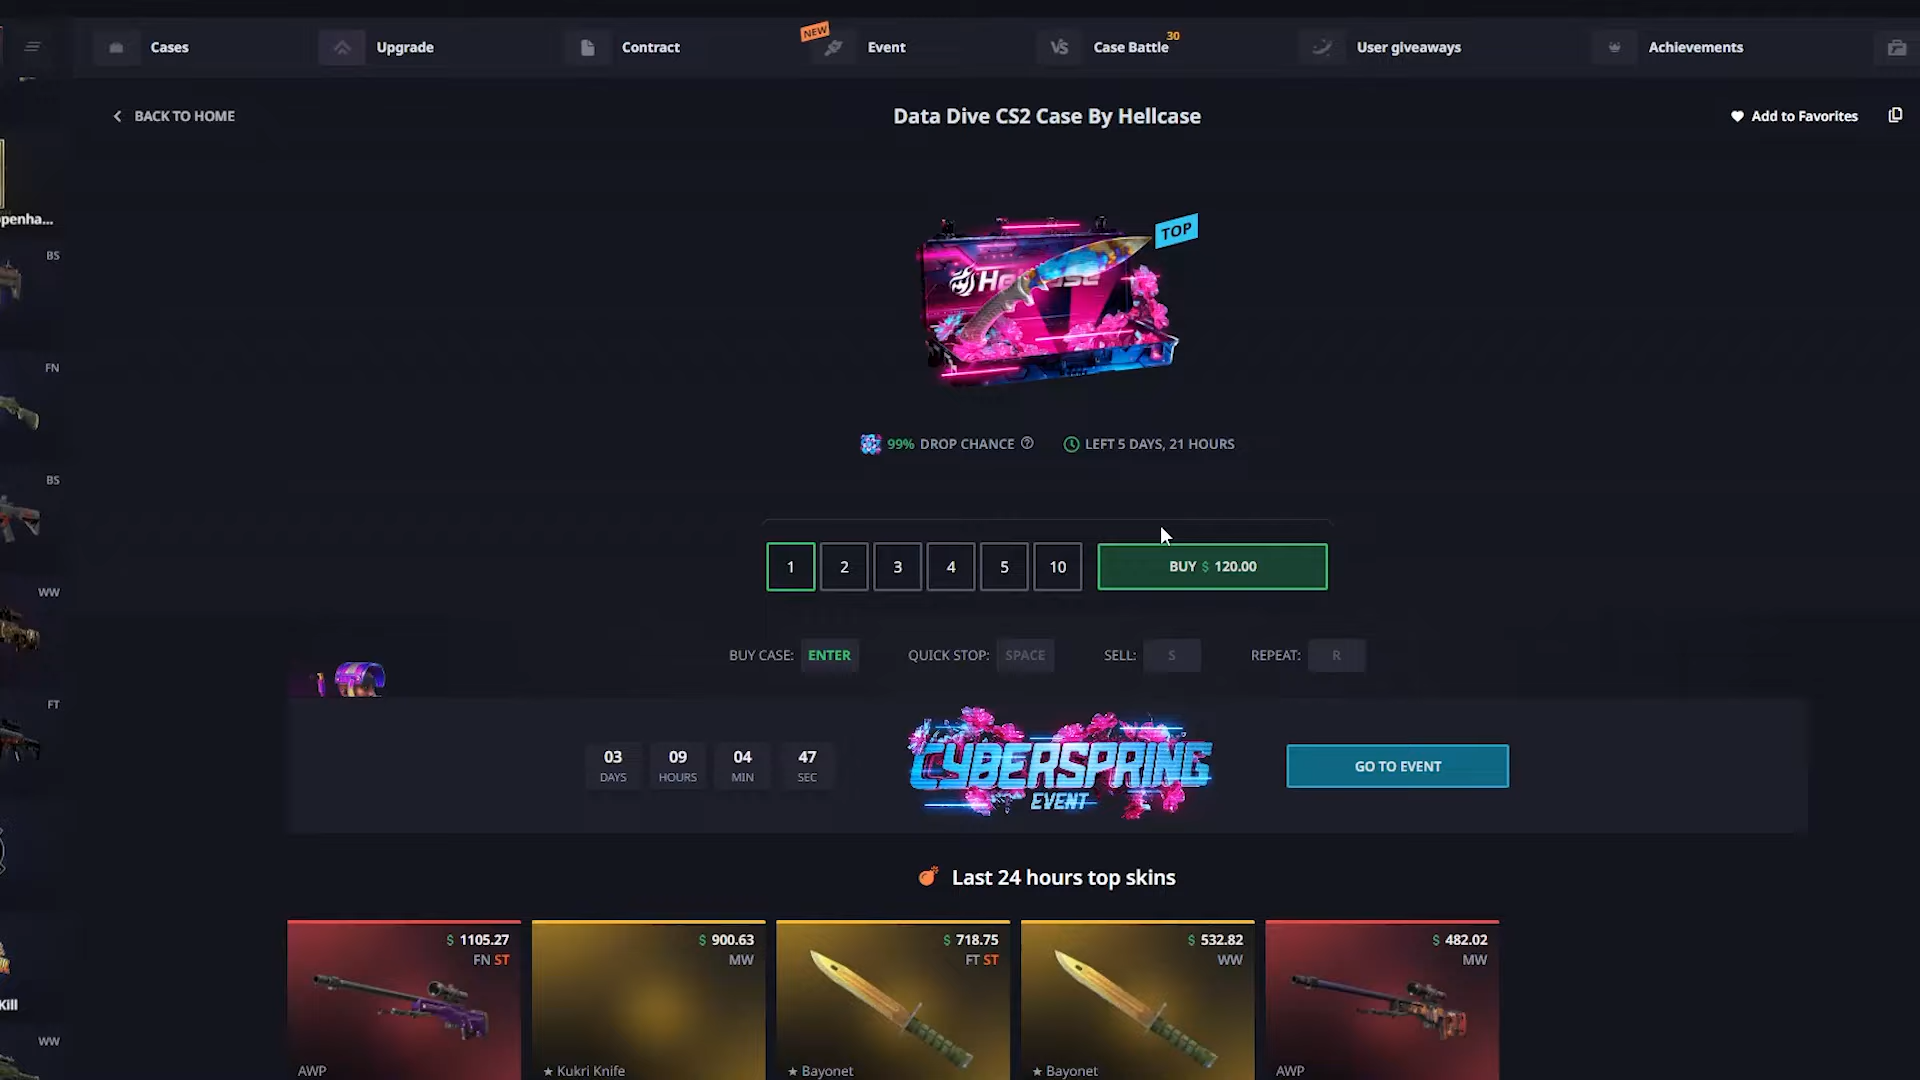 Cases
Upgrade
Contract
NEW
Event
VS
Case Battle
30
User giveaways
Achievements
BACK TO HOME
Data Dive CS2 Case By Hellcase
Add to Favorites
TOP
99% DROP CHANCE
LEFT 5 DAYS, 21 HOURS
1
2
3
4
5
10
BUY $ 120.00
BUY CASE: ENTER
QUICK STOP: SPACE
SELL: S
REPEAT: R
03
DAYS
09
HOURS
04
MIN
47
SEC
CYBERSPRING
EVENT
GO TO EVENT
Last 24 hours top skins
$ 1105.27
FN ST
AWP
$ 900.63
MW
★ Kukri Knife
$ 718.75
FT ST
★ Bayonet
$ 532.82
WW
★ Bayonet
$ 482.02
MW
AWP
penha...
BS
FN
BS
WW
FT
Kill
WW